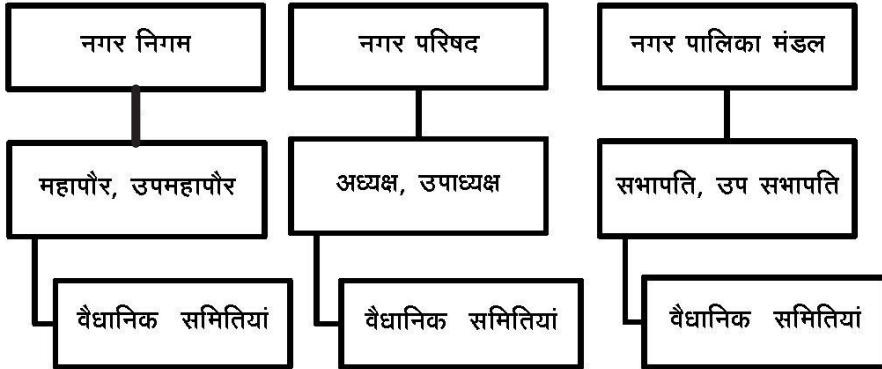 नगर निगम
नगर परिषद
नगर पालिका मंडल
महापौर, उपमहापौर
अध्यक्ष, उपाध्यक्ष
सभापति, उप सभापति
वैधानिक समितियां
वैधानिक समितियां
वैधानिक समितियां